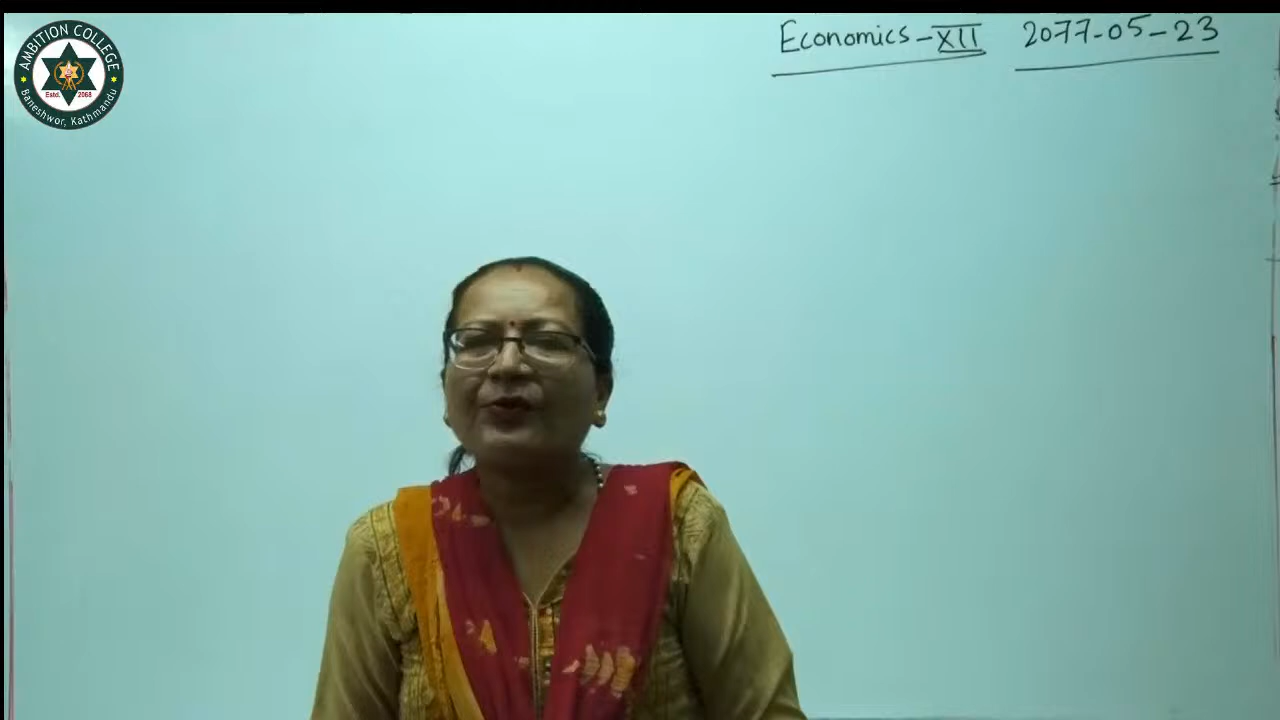 AMBITION COLLEGE
Estd. 2068
Baneshwor, Kathmandu
Economics-XII 2077-05-23